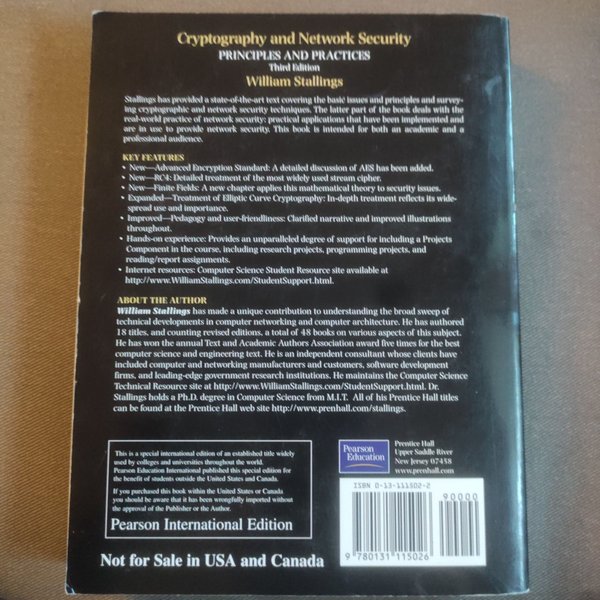 Cryptography and Network Security
PRINCIPLES AND PRACTICES
Third Edition
William Stallings
Stallings has provided a state-of-the-art text covering the basic issues and principles and survey-
ing cryptographic and network security techniques. The latter part of the book deals with the
real-world practice of network security: practical applications that have been implemented and
are in use to provide network security. This book is intended for both an academic and a
professional audience.
KEY FEATURES
• New—Advanced Encryption Standard: A detailed discussion of AES has been added.
• New—RC4: Detailed treatment of the most widely used stream cipher.
• New—Finite Fields: A new chapter applies this mathematical theory to security issues.
• Expanded—Treatment of Elliptic Curve Cryptography: In-depth treatment reflects its wide-
spread use and importance.
• Improved—Pedagogy and user-friendliness: Clarified narrative and improved illustrations
throughout.
• Hands-on experience: Provides an unparalleled degree of support for including a Projects
Component in the course, including research projects, programming projects, and
reading/report assignments.
• Internet resources: Computer Science Student Resource site available at
http://www.WilliamStallings.com/StudentSupport.html.
ABOUT THE AUTHOR
William Stallings has made a unique contribution to understanding the broad sweep of
technical developments in computer networking and computer architecture. He has authored
18 titles, and counting revised editions, a total of 48 books on various aspects of this subject.
He has won the annual Text and Academic Authors Association award five times for the best
computer science and engineering text. He is an independent consultant whose clients have
included computer and networking manufacturers and customers, software development
firms, and leading-edge government research institutions. He maintains the Computer Science
Technical Resource site at http://www.WilliamStallings.com/StudentSupport.html. Dr.
Stallings holds a Ph.D. degree in Computer Science from M.I.T. All of his Prentice Hall titles
can be found at the Prentice Hall web site http://www.prenhall.com/stallings.
This is a special international edition of an established title widely
used by colleges and universities throughout the world.
Pearson Education International published this special edition for
the benefit of students outside the United States and Canada.
If you purchased this book within the United States or Canada
you should be aware that it has been wrongfully imported without
the approval of the Publisher or the Author.
Pearson International Edition
Not for Sale in USA and Canada
Pearson
Education
Prentice Hall
Upper Saddle River
New Jersey 07458
www.prenhall.com
ISBN 0-13-111502-2
90000
9 780131 115026